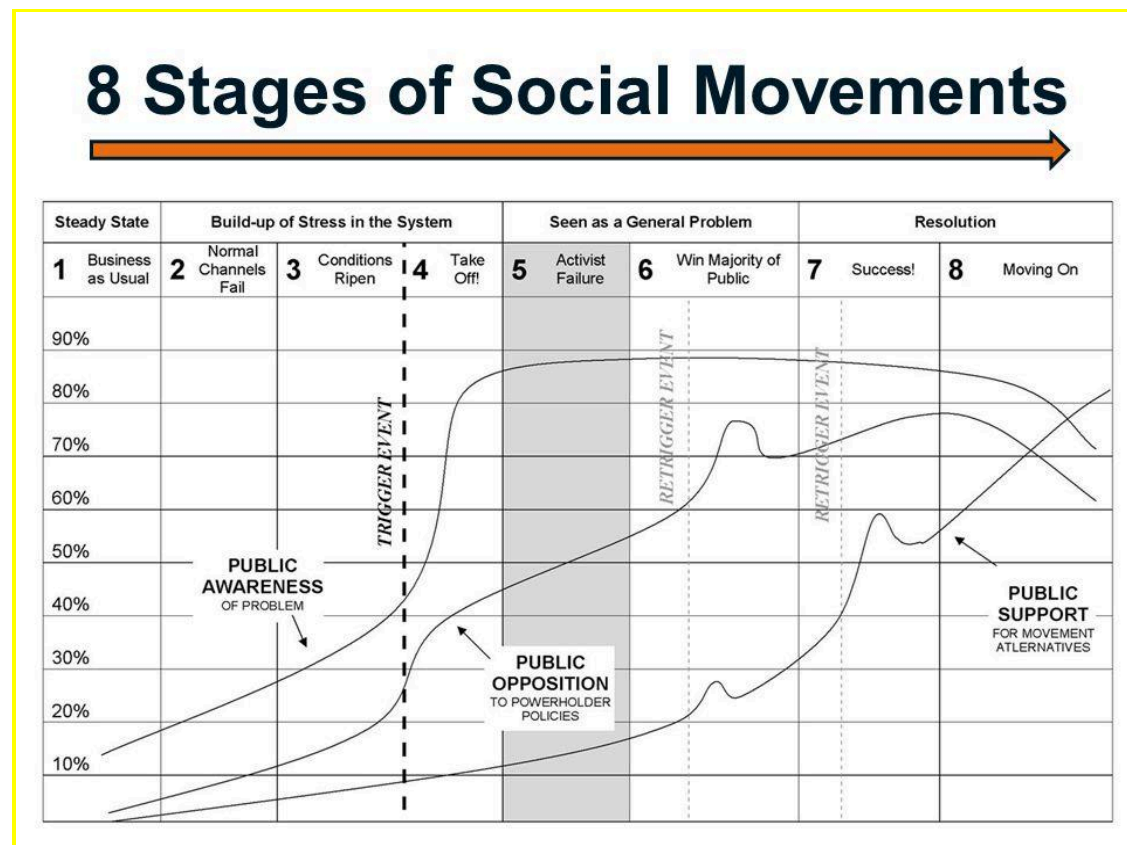 8 Stages of Social Movements
Steady State
Build-up of Stress in the System
Seen as a General Problem
Resolution
1 Business
as Usual
2 Normal
Channels
Fail
3 Conditions
Ripen
4 Take
Off!
5 Activist
Failure
6 Win Majority of
Public
7 Success!
8 Moving On
90%
80%
70%
60%
50%
40%
30%
20%
10%
TRIGGER EVENT
RETRIGGER EVENT
RETRIGGER EVENT
PUBLIC
AWARENESS
OF PROBLEM
PUBLIC
OPPOSITION
TO POWERHOLDER
POLICIES
PUBLIC
SUPPORT
FOR MOVEMENT
ATLERNATIVES